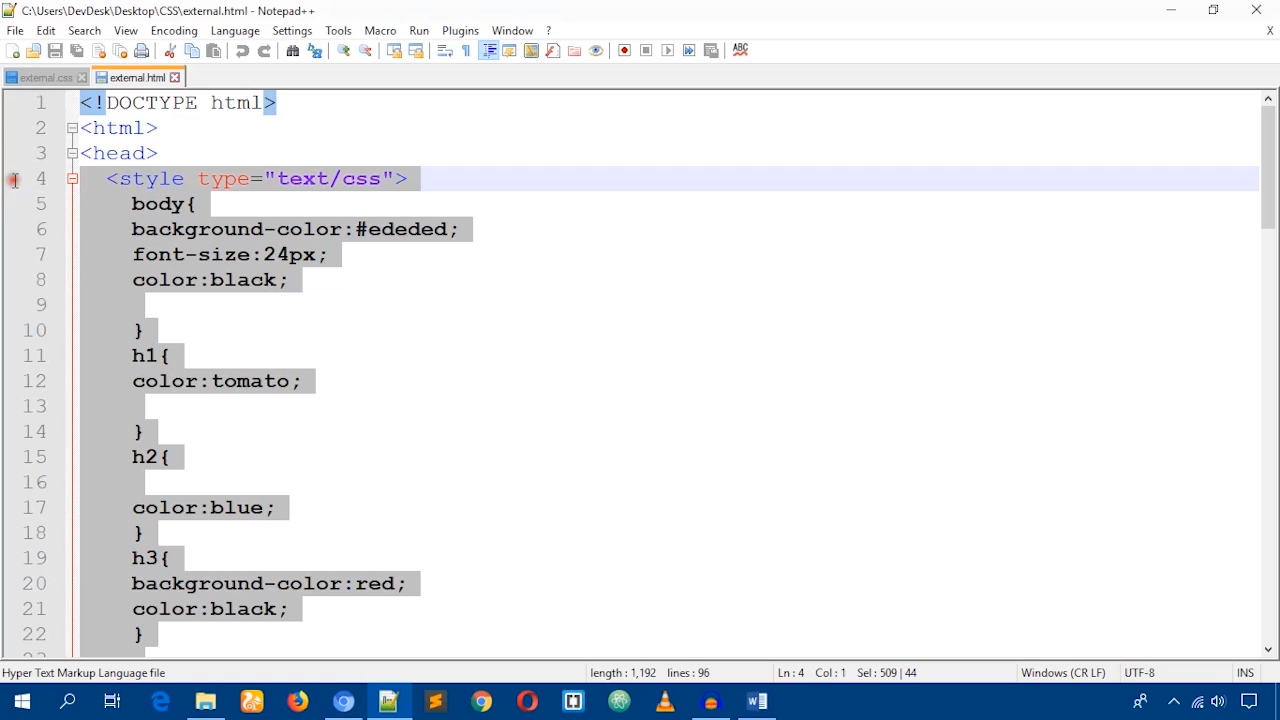 C:\Users\DevDesk\Desktop\CSS\external.html - Notepad++
File Edit Search View Encoding Language Settings Tools Macro Run Plugins Window ? X
ABC
external.css external.html
1 <!DOCTYPE html>
2 <html>
3 <head>
4 <style type="text/css">
5 body{
6 background-color:#ededed;
7 font-size:24px;
8 color:black;
9
10 }
11 h1{
12 color:tomato;
13
14 }
15 h2{
16
17 color:blue;
18 }
19 h3{
20 background-color:red;
21 color:black;
22 }
Hyper Text Markup Language file length : 1,192 lines : 96 Ln : 4 Col : 1 Sel : 509 | 44 Windows (CR LF) UTF-8 INS